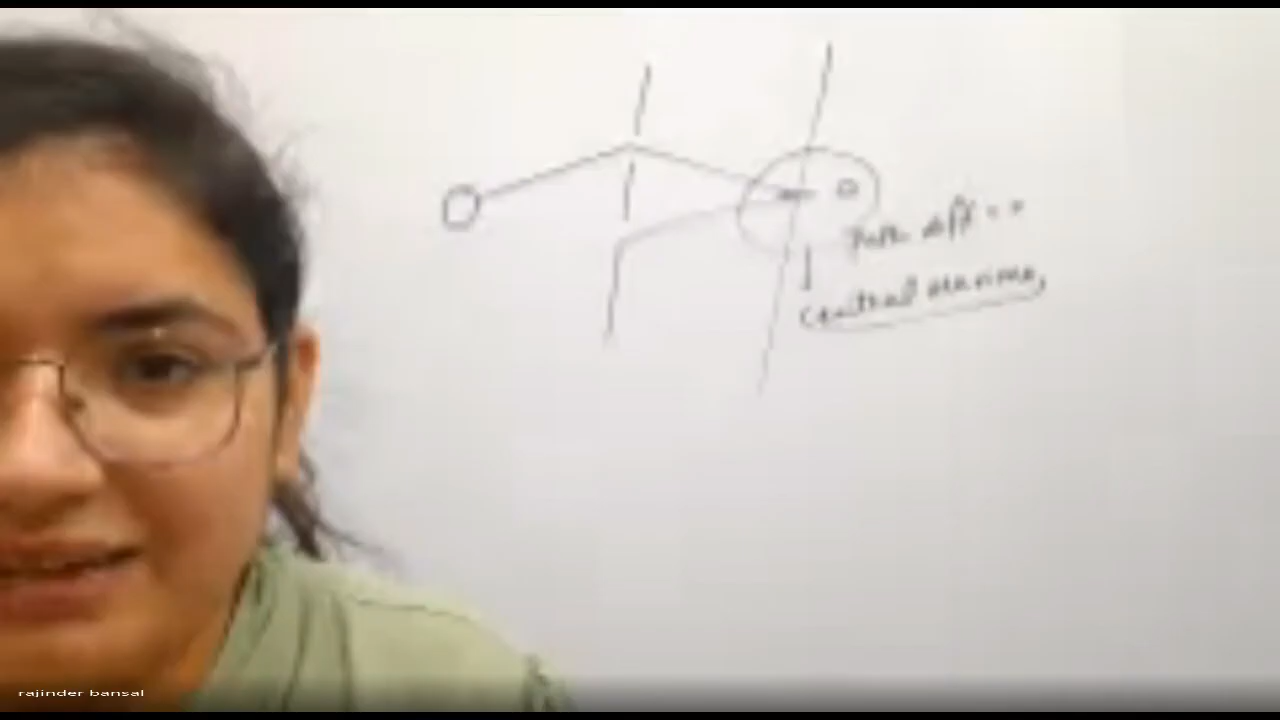 O
Path diff = 0
Central maxima
rajinder bansal